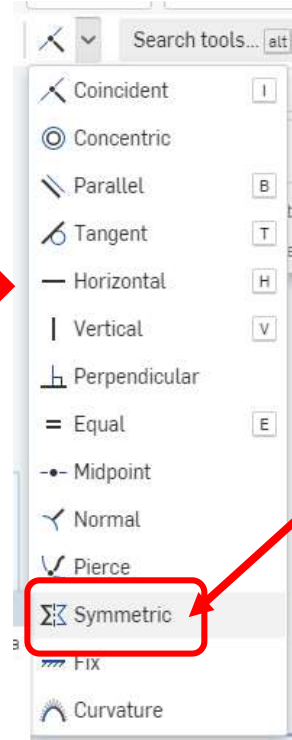 Search tools... alt
Coincident I
Concentric
Parallel B
Tangent T
Horizontal H
Vertical V
Perpendicular
Equal E
Midpoint
Normal
Pierce
Symmetric
Fix
Curvature